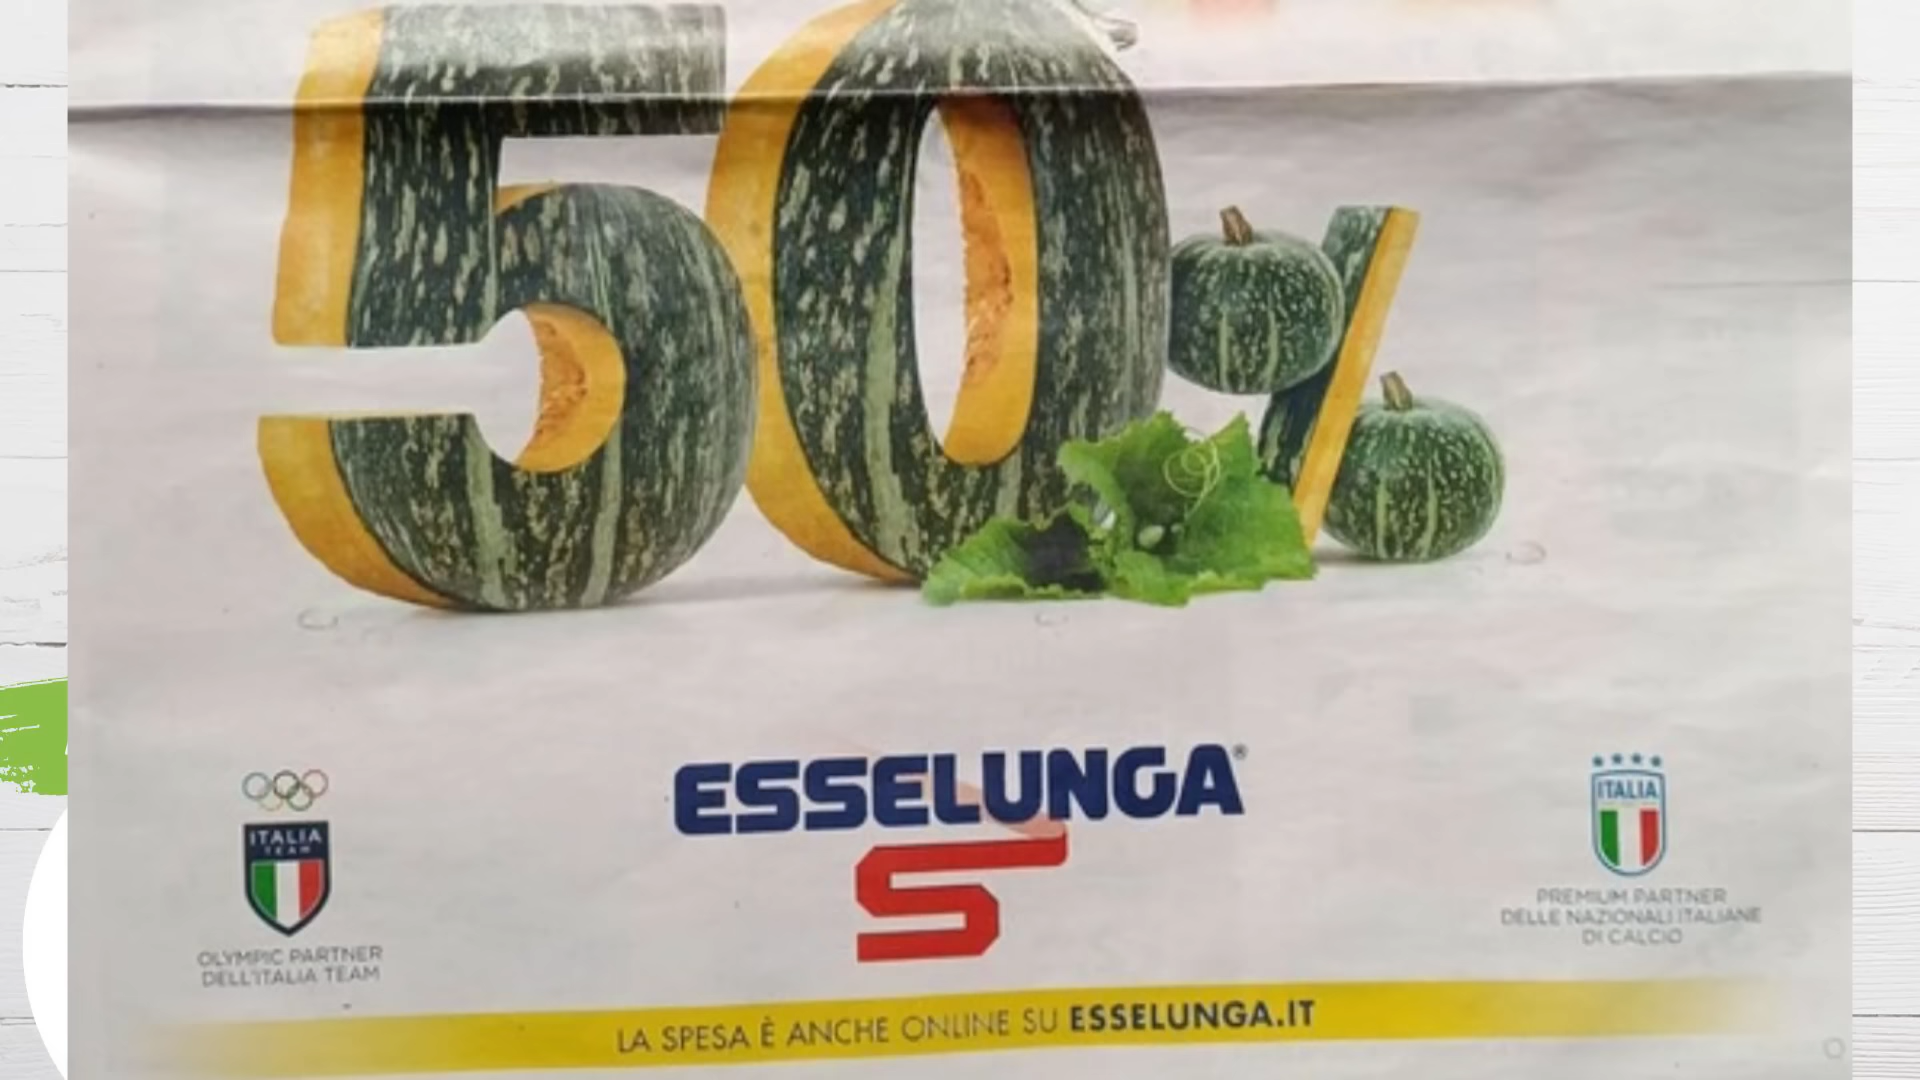 50%
ESSELUNGA®
S
ITALIA
TEAM
OLYMPIC PARTNER
DELL'ITALIA TEAM
ITALIA
PREMIUM PARTNER
DELLE NAZIONALI ITALIANE
DI CALCIO
LA SPESA È ANCHE ONLINE SU ESSELUNGA.IT